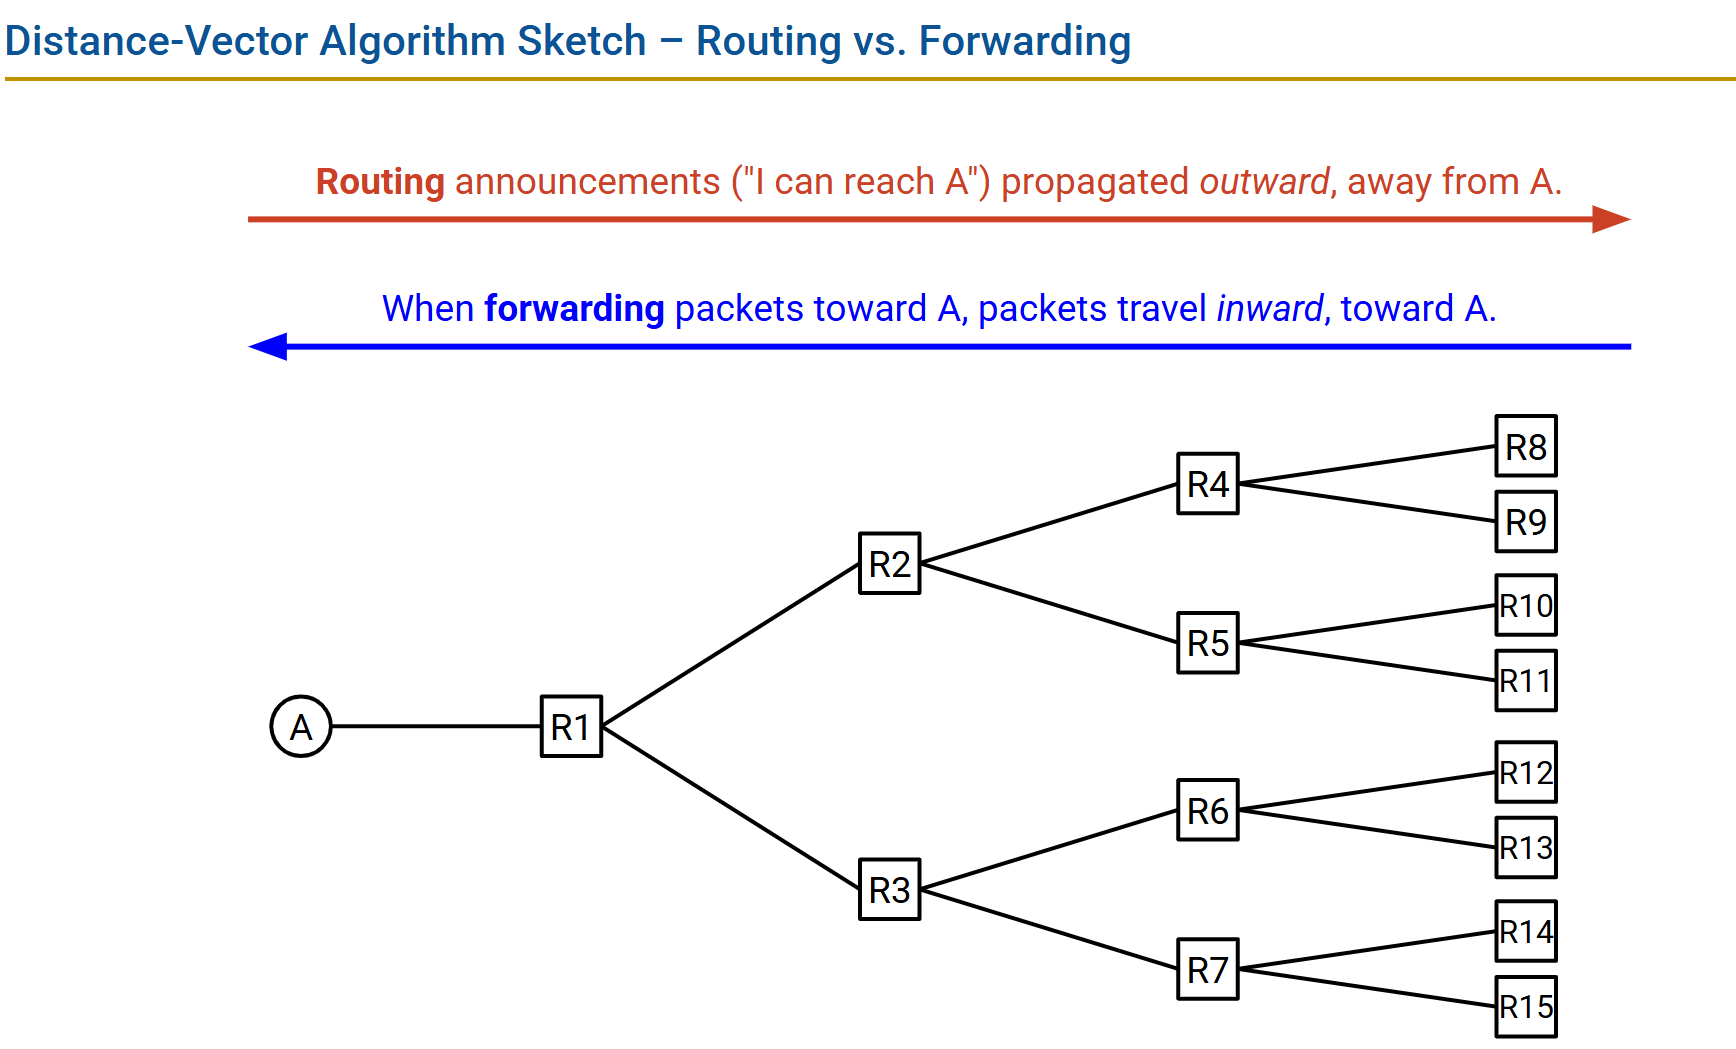 Distance-Vector Algorithm Sketch – Routing vs. Forwarding
Routing announcements ("I can reach A") propagated outward, away from A.
When forwarding packets toward A, packets travel inward, toward A.
R8
R4
R9
R2
R10
R5
R11
A
R1
R12
R6
R13
R3
R14
R7
R15